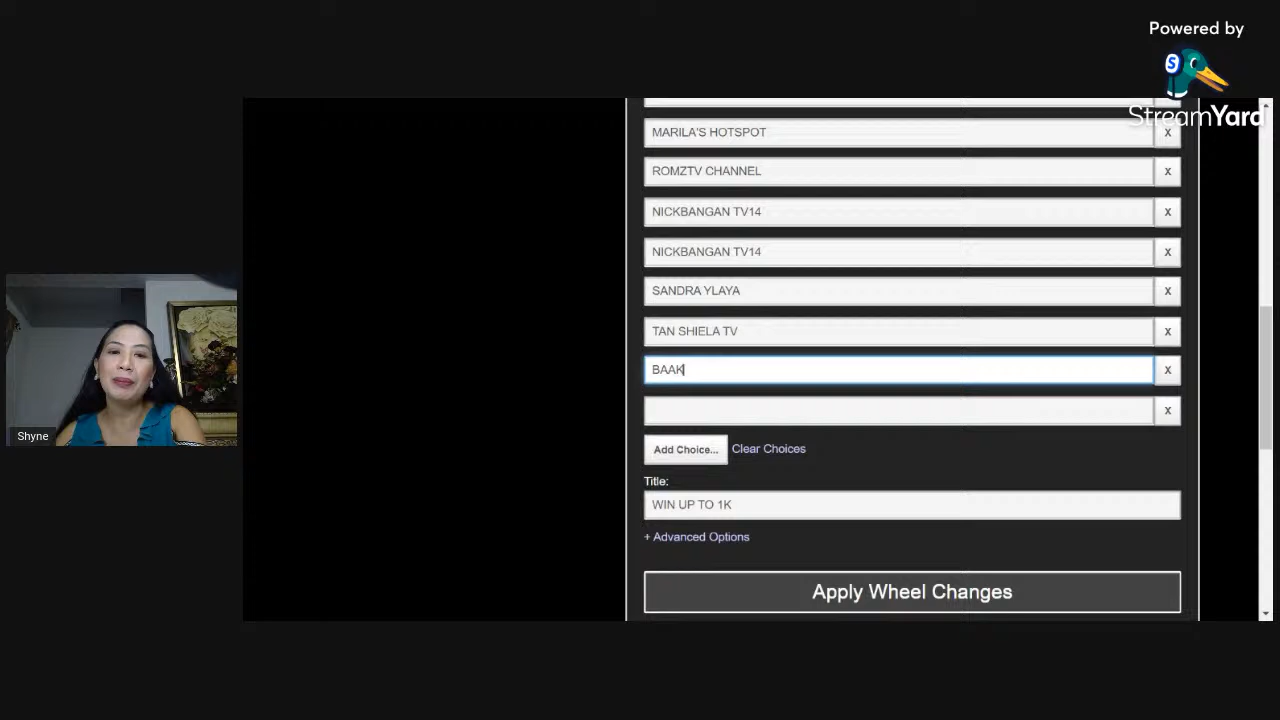 Powered by
StreamYard
MARILA'S HOTSPOT
X
ROMZTV CHANNEL
X
NICKBANGAN TV14
X
NICKBANGAN TV14
X
SANDRA YLAYA
X
TAN SHIELA TV
X
BAAK
X
X
Add Choice... Clear Choices
Title:
WIN UP TO 1K
+ Advanced Options
Apply Wheel Changes
Shyne